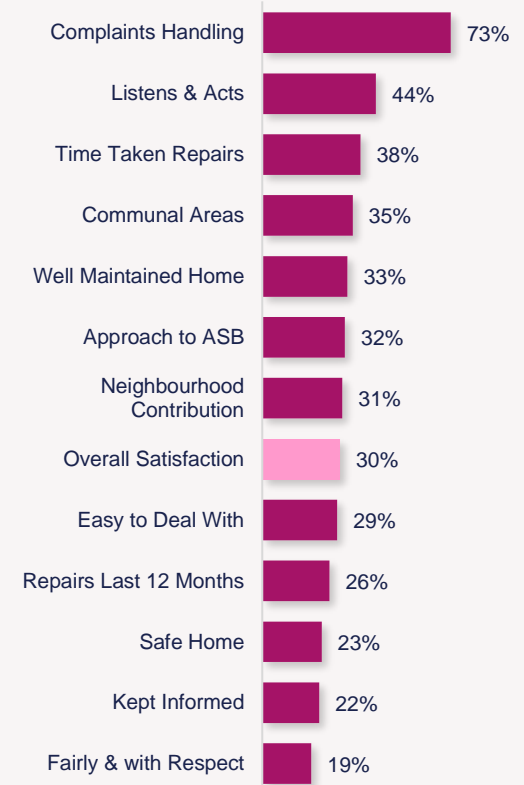 Complaints Handling 73%
Listens & Acts 44%
Time Taken Repairs 38%
Communal Areas 35%
Well Maintained Home 33%
Approach to ASB 32%
Neighbourhood
Contribution 31%
Overall Satisfaction 30%
Easy to Deal With 29%
Repairs Last 12 Months 26%
Safe Home 23%
Kept Informed 22%
Fairly & with Respect 19%